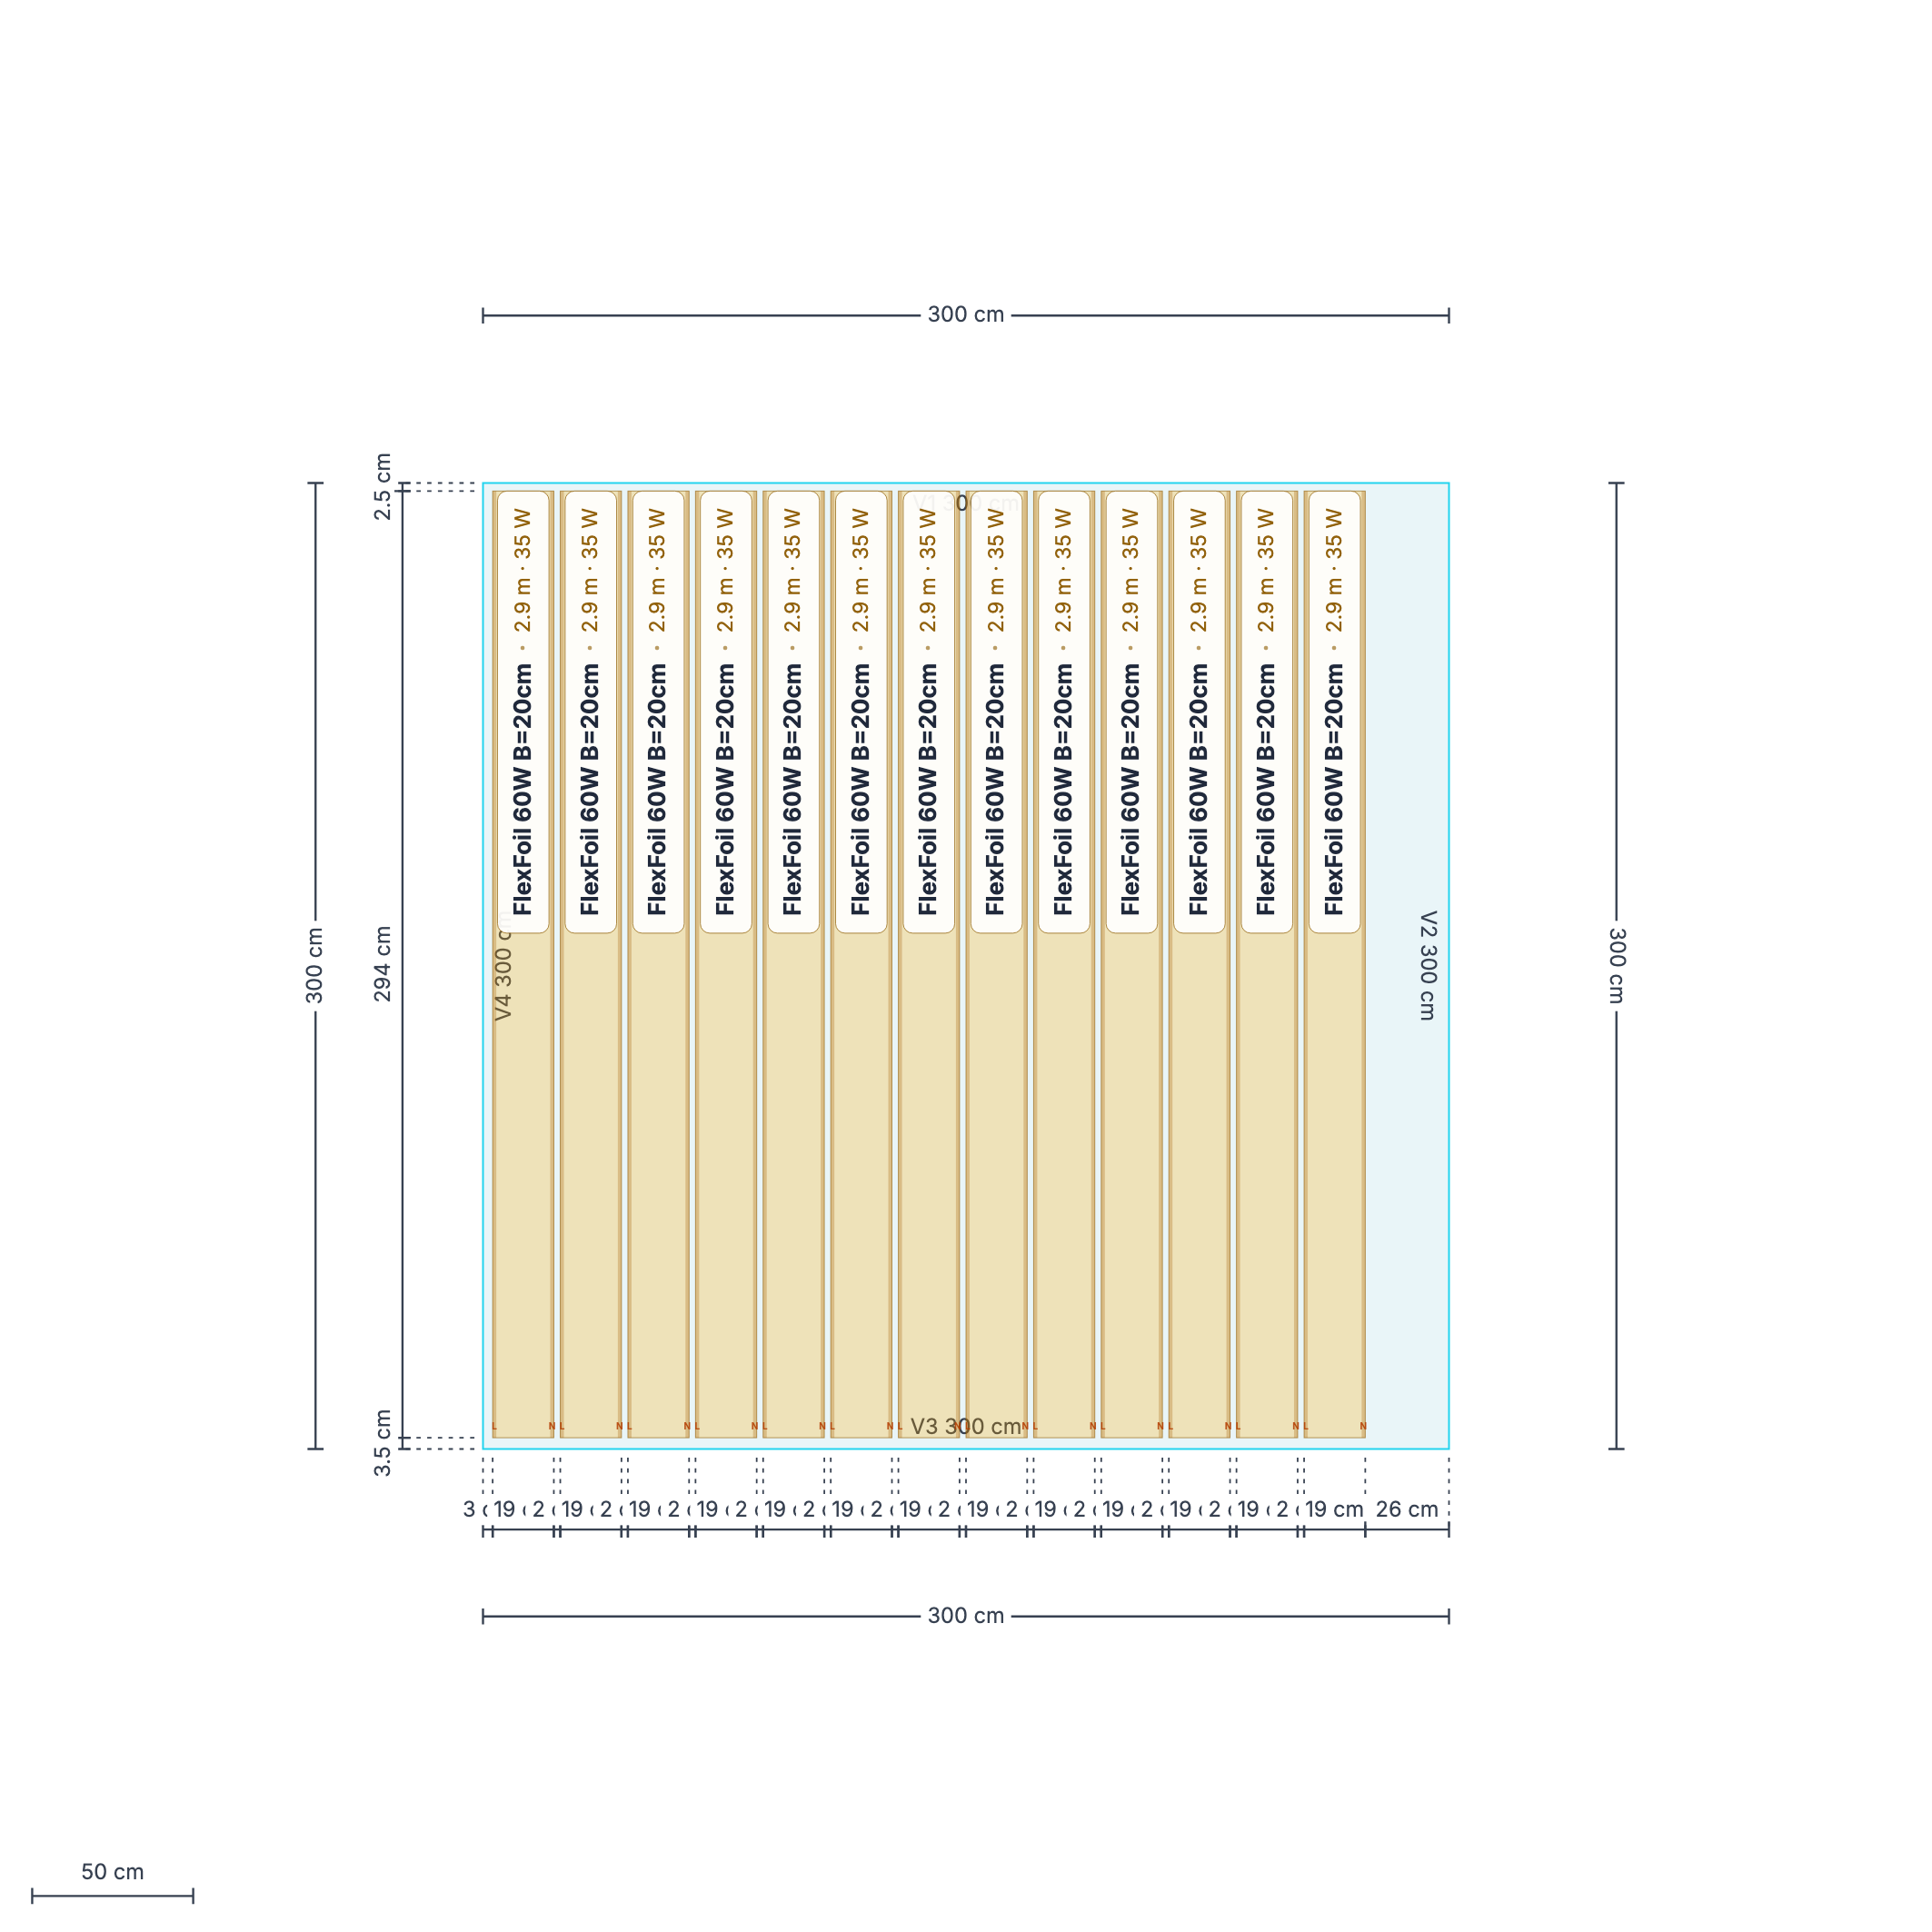 300 cm
2.5 cm
294 cm
3.5 cm
300 cm
300 cm
FlexFoil 60W B=20cm · 2.9 m · 35 W
FlexFoil 60W B=20cm · 2.9 m · 35 W
FlexFoil 60W B=20cm · 2.9 m · 35 W
FlexFoil 60W B=20cm · 2.9 m · 35 W
FlexFoil 60W B=20cm · 2.9 m · 35 W
FlexFoil 60W B=20cm · 2.9 m · 35 W
FlexFoil 60W B=20cm · 2.9 m · 35 W
FlexFoil 60W B=20cm · 2.9 m · 35 W
FlexFoil 60W B=20cm · 2.9 m · 35 W
FlexFoil 60W B=20cm · 2.9 m · 35 W
FlexFoil 60W B=20cm · 2.9 m · 35 W
FlexFoil 60W B=20cm · 2.9 m · 35 W
FlexFoil 60W B=20cm · 2.9 m · 35 W
V1 300 cm
V4 300 cm
V2 300 cm
L N L N L N L N L N L N L N L N L N L N L N L N L N
V3 300 cm
3 19 2 19 2 19 2 19 2 19 2 19 2 19 2 19 2 19 2 19 2 19 2 19 2 19 cm 26 cm
300 cm
50 cm